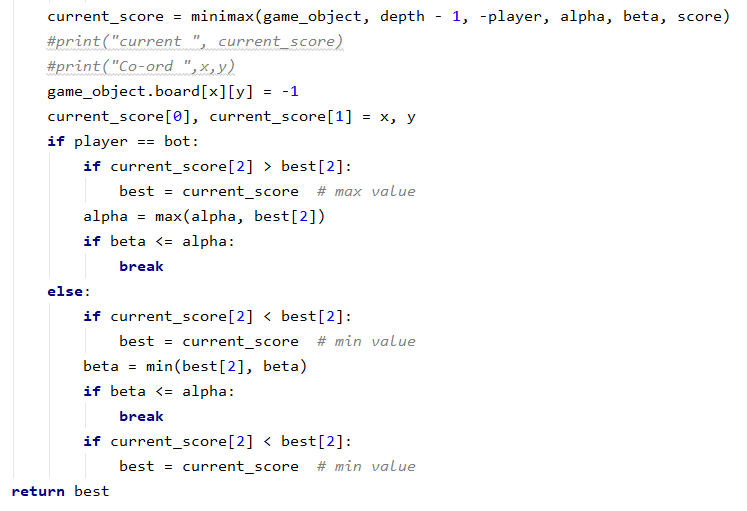 current_score = minimax(game_object, depth - 1, -player, alpha, beta, score)
#print("current ", current_score)
#print("Co-ord ",x,y)
game_object.board[x][y] = -1
current_score[0], current_score[1] = x, y
if player == bot:
if current_score[2] > best[2]:
best = current_score  # max value
alpha = max(alpha, best[2])
if beta <= alpha:
break
else:
if current_score[2] < best[2]:
best = current_score  # min value
beta = min(best[2], beta)
if beta <= alpha:
break
if current_score[2] < best[2]:
best = current_score  # min value
return best